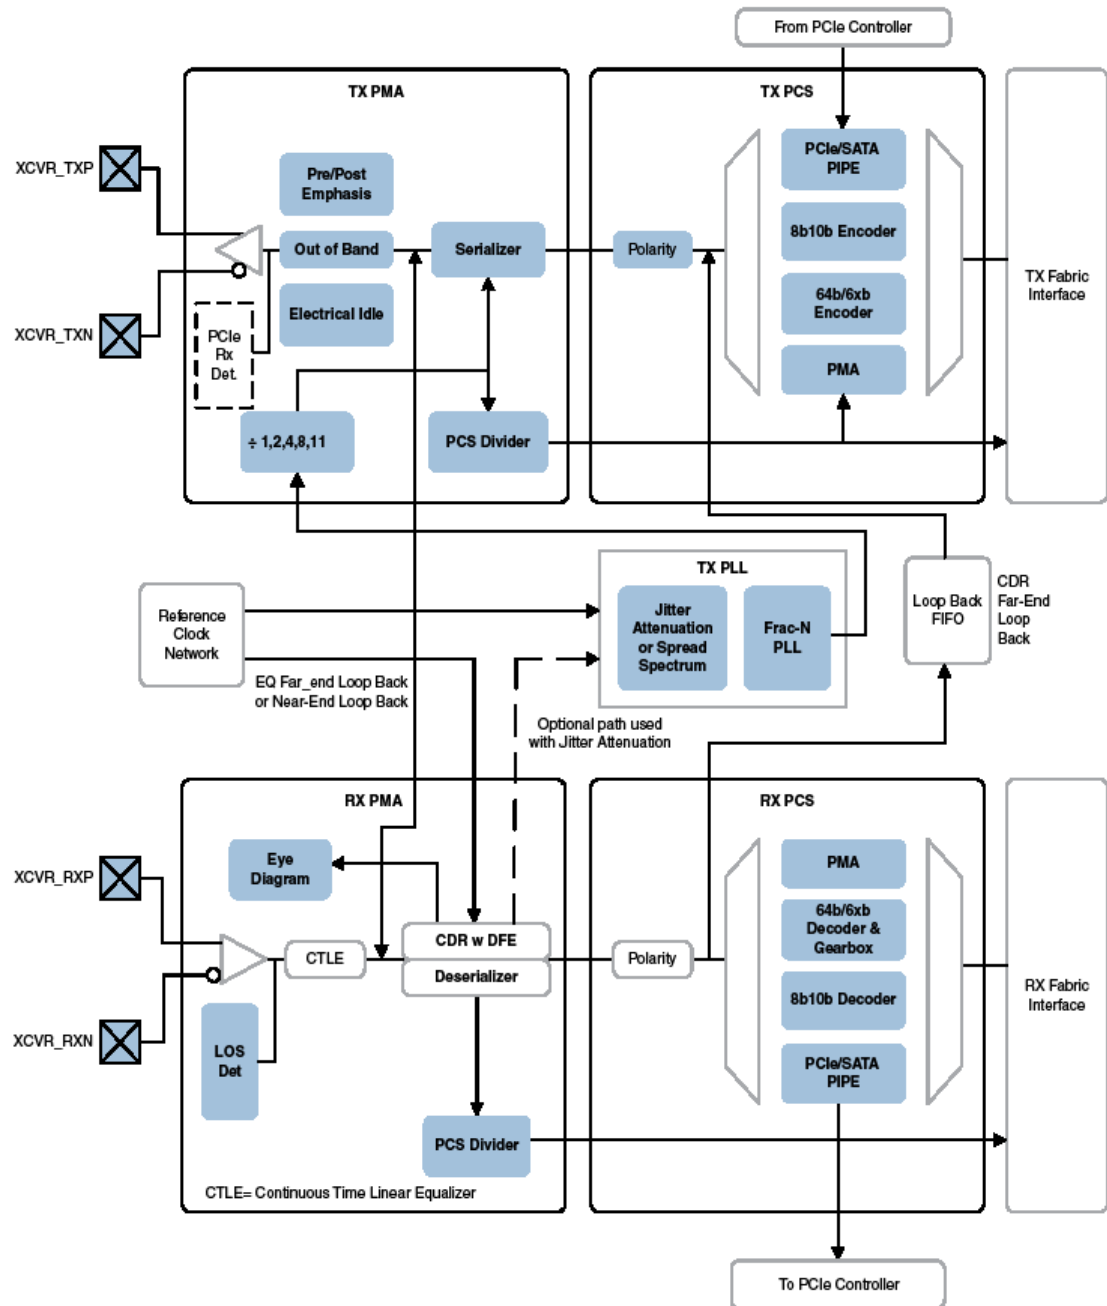 From PCIe Controller
TX PMA
TX PCS
XCVR_TXP
Pre/Post
Emphasis
PCIe/SATA
PIPE
Out of Band
Serializer
Polarity
8b10b Encoder
TX Fabric
Interface
XCVR_TXN
Electrical Idle
64b/6xb
Encoder
PCIe
Rx
Det.
PMA
÷ 1,2,4,8,11
PCS Divider
TX PLL
Reference
Clock
Network
Jitter
Attenuation
or Spread
Spectrum
Frac-N
PLL
Loop Back
FIFO
CDR
Far-End
Loop
Back
EQ Far_end Loop Back
or Near-End Loop Back
Optional path used
with Jitter Attenuation
RX PMA
RX PCS
XCVR_RXP
Eye
Diagram
PMA
64b/6xb
Decoder &
Gearbox
CTLE
CDR w DFE
Deserializer
Polarity
8b10b Decoder
RX Fabric
Interface
XCVR_RXN
LOS
Det
PCIe/SATA
PIPE
PCS Divider
CTLE= Continuous Time Linear Equalizer
To PCIe Controller